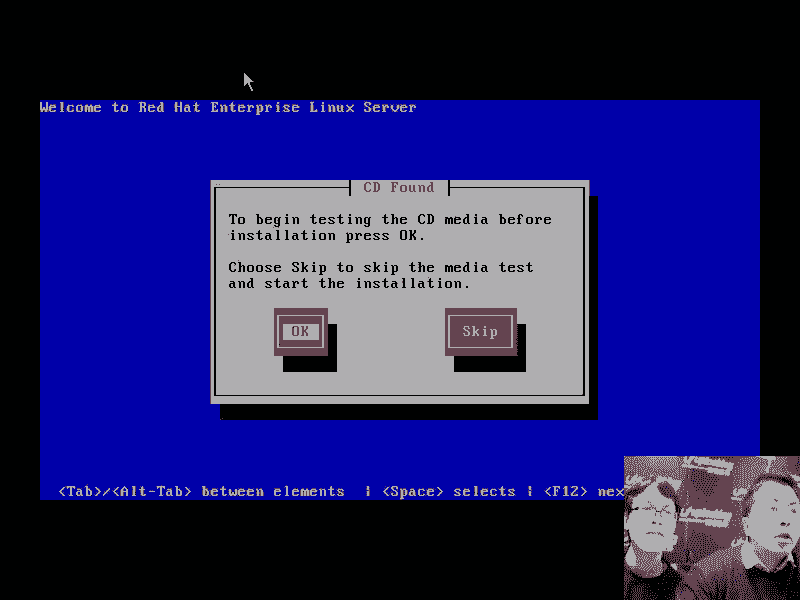 Welcome to Red Hat Enterprise Linux Server
CD Found
To begin testing the CD media before
installation press OK.
Choose Skip to skip the media test
and start the installation.
OK
Skip
<Tab>/<Alt-Tab> between elements | <Space> selects | <F12> nex